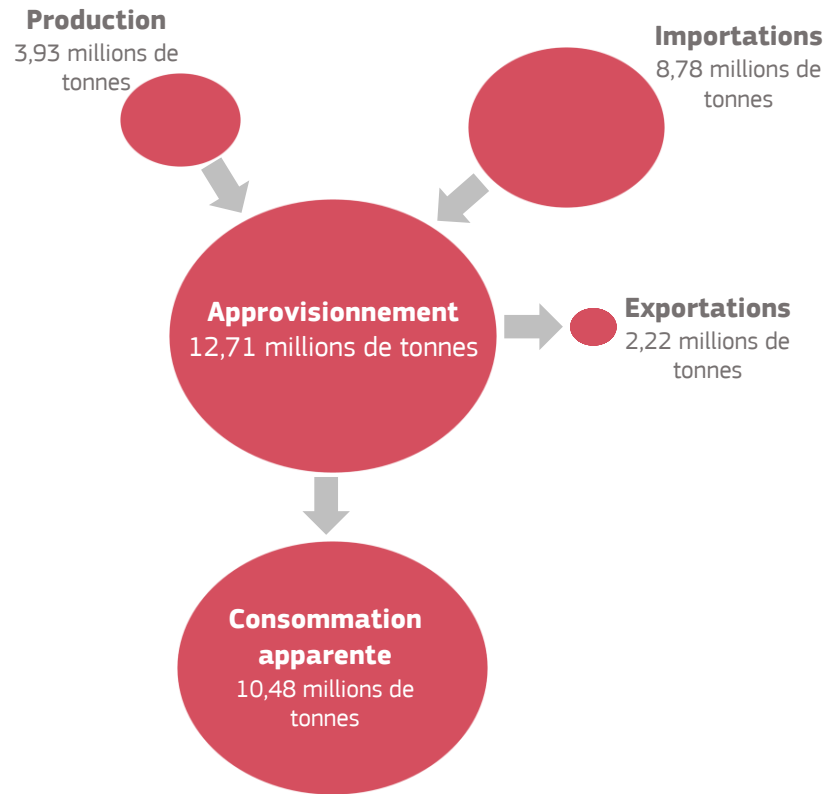 Production
3,93 millions de
tonnes
Importations
8,78 millions de
tonnes
Approvisionnement
12,71 millions de tonnes
Exportations
2,22 millions de
tonnes
Consommation
apparente
10,48 millions de
tonnes